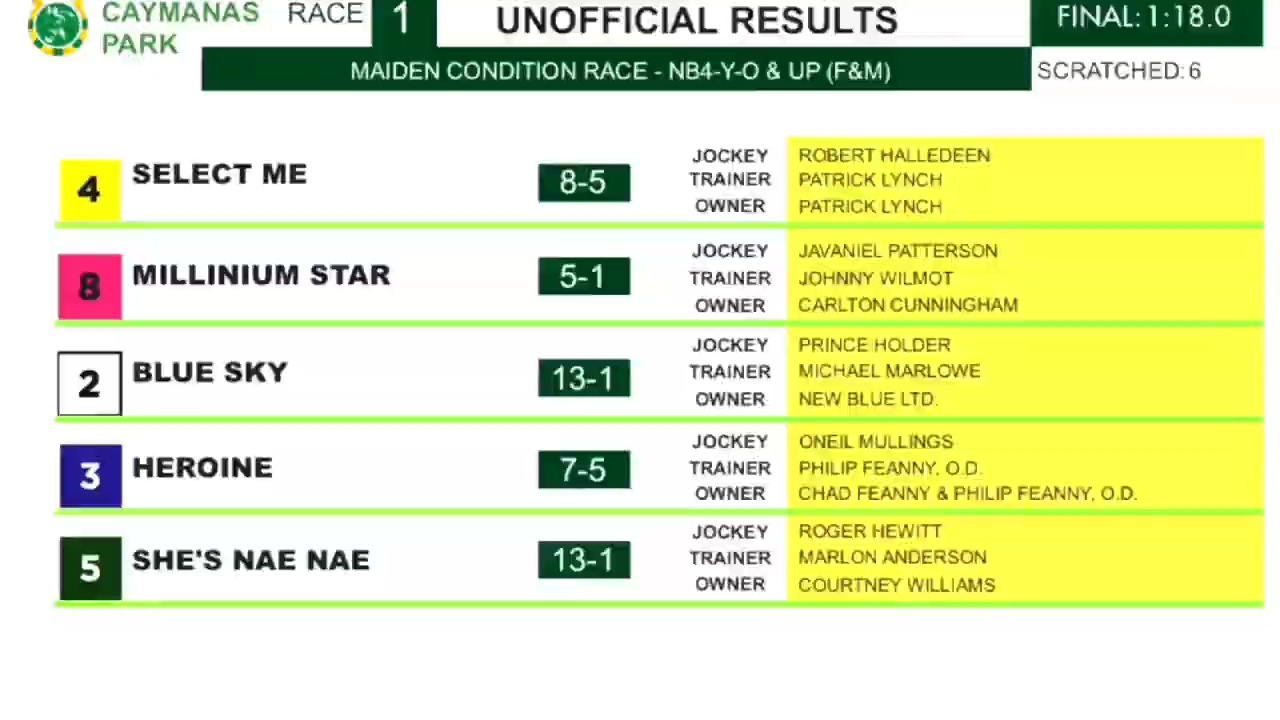 CAYMANAS PARK
RACE 1
UNOFFICIAL RESULTS
FINAL: 1:18.0
MAIDEN CONDITION RACE - NB4-Y-O & UP (F&M)
SCRATCHED: 6
4 SELECT ME 8-5
JOCKEY ROBERT HALLEDEEN
TRAINER PATRICK LYNCH
OWNER PATRICK LYNCH
8 MILLINIUM STAR 5-1
JOCKEY JAVANIEL PATTERSON
TRAINER JOHNNY WILMOT
OWNER CARLTON CUNNINGHAM
2 BLUE SKY 13-1
JOCKEY PRINCE HOLDER
TRAINER MICHAEL MARLOWE
OWNER NEW BLUE LTD.
3 HEROINE 7-5
JOCKEY ONEIL MULLINGS
TRAINER PHILIP FEANNY, O.D.
OWNER CHAD FEANNY & PHILIP FEANNY, O.D.
5 SHE'S NAE NAE 13-1
JOCKEY ROGER HEWITT
TRAINER MARLON ANDERSON
OWNER COURTNEY WILLIAMS